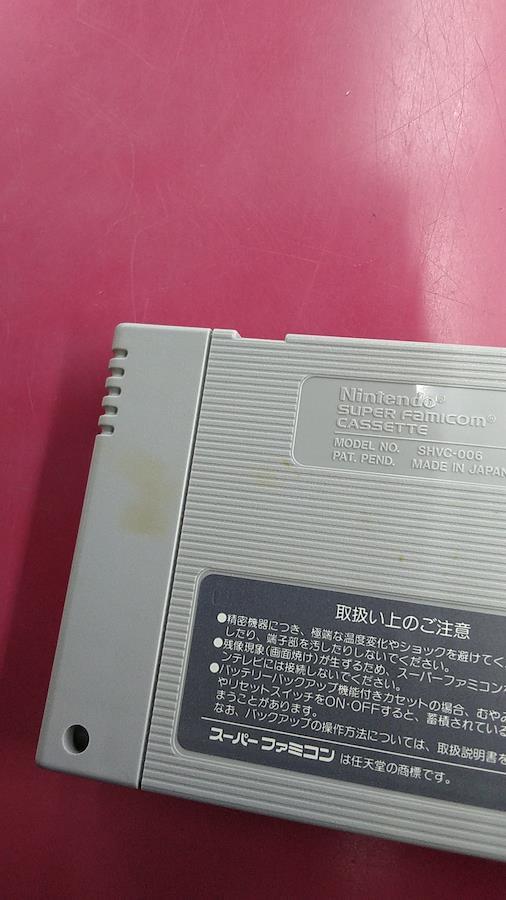 Nintendo®
SUPER FAMICOM®
CASSETTE
MODEL NO. SHVC-006
PAT. PEND. MADE IN JAPAN
取扱い上のご注意
●精密機器につき、極端な温度変化やショックを避けてく
したり、端子部を汚したりしないでください。
●残像現象(画面焼け)が生ずるため、スーパーファミコンを
ンテレビには接続しないでください。
●バッテリーバックアップ機能付きカセットの場合、むやみ
やリセットスイッチをON・OFFすると、蓄積されている
まうことがあります。
なお、バックアップの操作方法については、取扱説明書を
スーパーファミコン は任天堂の商標です。